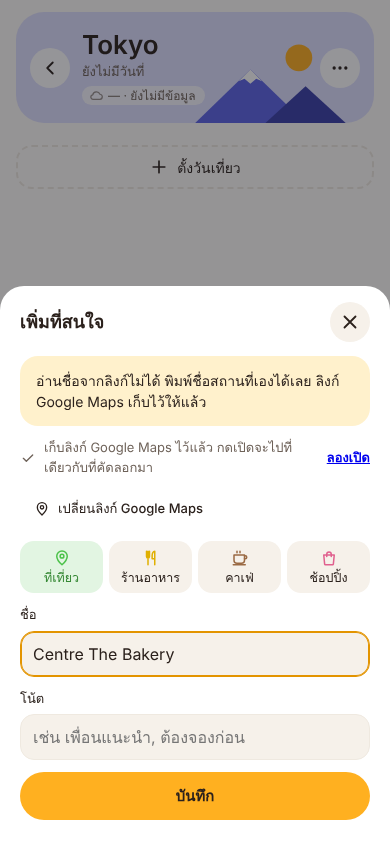 Tokyo
ยังไม่มีวันที่
— · ยังไม่มีข้อมูล
ตั้งวันเที่ยว
เพิ่มที่สนใจ
อ่านชื่อจากลิงก์ไม่ได้ พิมพ์ชื่อสถานที่เองได้เลย ลิงก์
Google Maps เก็บไว้ให้แล้ว
เก็บลิงก์ Google Maps ไว้แล้ว กดเปิดจะไปที่
เดียวกับที่คัดลอกมา
ลองเปิด
เปลี่ยนลิงก์ Google Maps
ที่เที่ยว
ร้านอาหาร
คาเฟ่
ช้อปปิ้ง
ชื่อ
Centre The Bakery
โน้ต
เช่น เพื่อนแนะนำ, ต้องจองก่อน
บันทึก